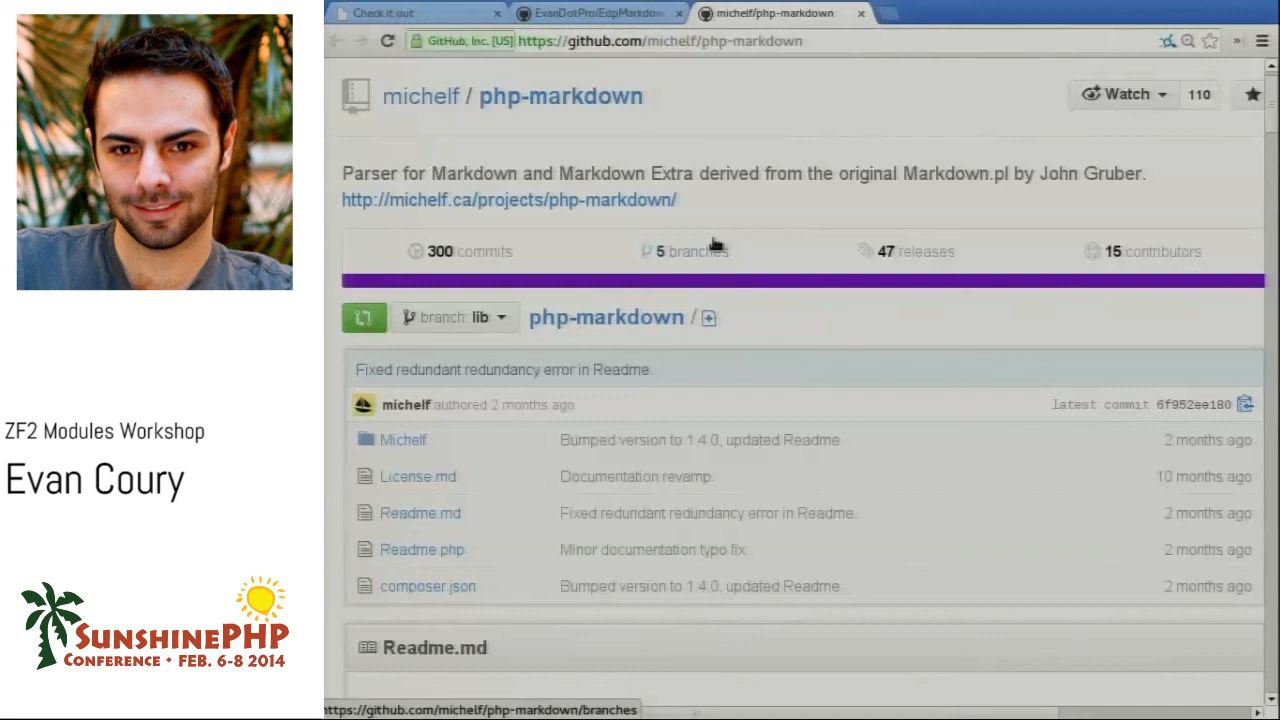 Check it out
EvanDotPro/EdpMarkdow
michelf/php-markdown
GitHub, Inc. [US] https://github.com/michelf/php-markdown
michelf / php-markdown
Watch 110
Parser for Markdown and Markdown Extra derived from the original Markdown.pl by John Gruber.
http://michelf.ca/projects/php-markdown/
300 commits
5 branches
47 releases
15 contributors
branch: lib
php-markdown /
Fixed redundant redundancy error in Readme.
michelf authored 2 months ago
latest commit 6f952ee180
Michelf Bumped version to 1.4.0, updated Readme. 2 months ago
License.md Documentation revamp. 10 months ago
Readme.md Fixed redundant redundancy error in Readme. 2 months ago
Readme.php Minor documentation typo fix. 2 months ago
composer.json Bumped version to 1.4.0, updated Readme. 2 months ago
Readme.md
https://github.com/michelf/php-markdown/branches
ZF2 Modules Workshop
Evan Coury
SunshinePHP
Conference • Feb. 6-8 2014